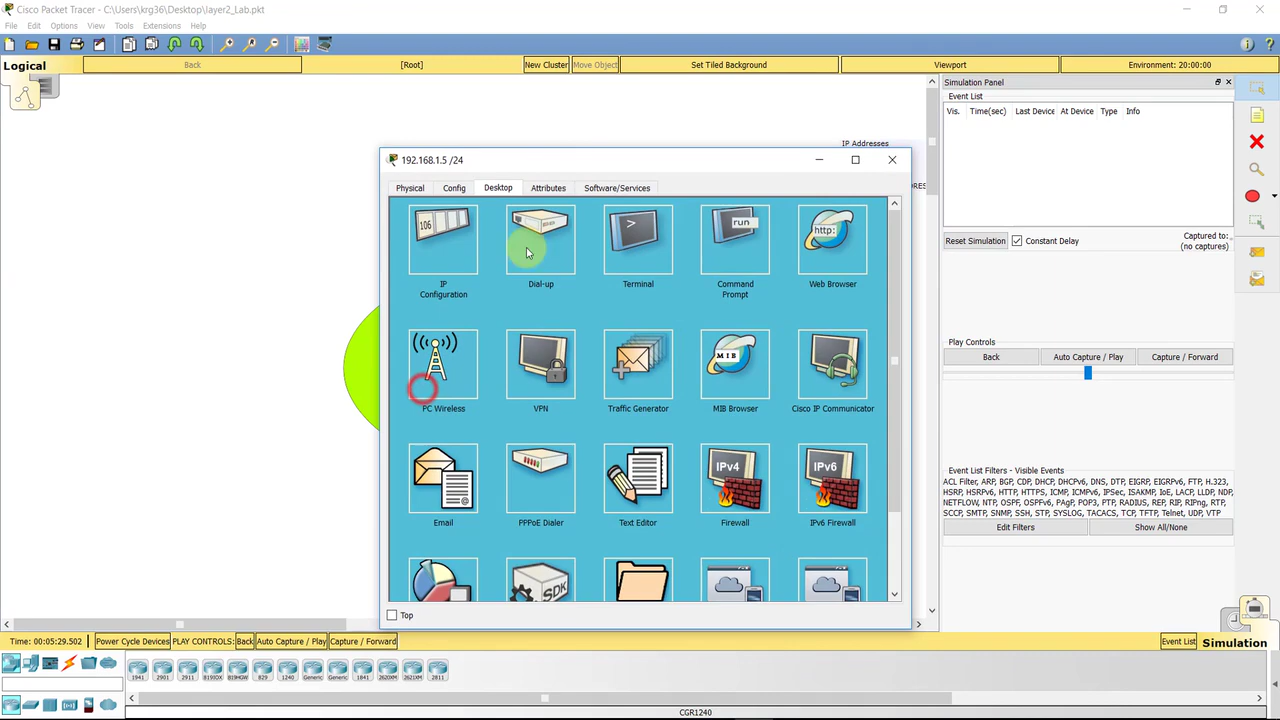 Cisco Packet Tracer - C:\Users\krg36\Desktop\layer2_Lab.pkt
File Edit Options View Tools Extensions Help
Logical Back [Root] New Cluster Move Object Set Tiled Background Viewport Environment: 20:00:00
Simulation Panel
Event List
Vis. Time(sec) Last Device At Device Type Info
IP Addresses
192.168.1.5 /24
Physical Config Desktop Attributes Software/Services
106
>
run
http:
IP Configuration
Dial-up
Terminal
Command Prompt
Web Browser
Reset Simulation Constant Delay Captured to:
(no captures)
MIB
PC Wireless
VPN
Traffic Generator
MIB Browser
Cisco IP Communicator
Play Controls
Back Auto Capture / Play Capture / Forward
IPv4
IPv6
Email
PPPoE Dialer
Text Editor
Firewall
IPv6 Firewall
SDK
Top
Event List Filters - Visible Events
ACL Filter, ARP, BGP, CDP, DHCP, DHCPv6, DNS, DTP, EIGRP, EIGRPv6, FTP, H.323,
HSRP, HSRPv6, HTTP, HTTPS, ICMP, ICMPv6, IPSec, ISAKMP, IoE, LACP, LLDP, NDP,
NETFLOW, NTP, OSPF, OSPFv6, PAgP, POP3, PTP, RADIUS, REP, RIP, RIPng, RTP,
SCCP, SMTP, SNMP, SSH, STP, SYSLOG, TACACS, TCP, TFTP, Telnet, UDP, VTP
Edit Filters Show All/None
Time: 00:05:29.502 Power Cycle Devices PLAY CONTROLS: Back Auto Capture / Play Capture / Forward Event List Simulation
1941 2901 2911 819IOX 819HGW 829 1240 Generic Generic 1841 2620XM 2621XM 2811
CGR1240